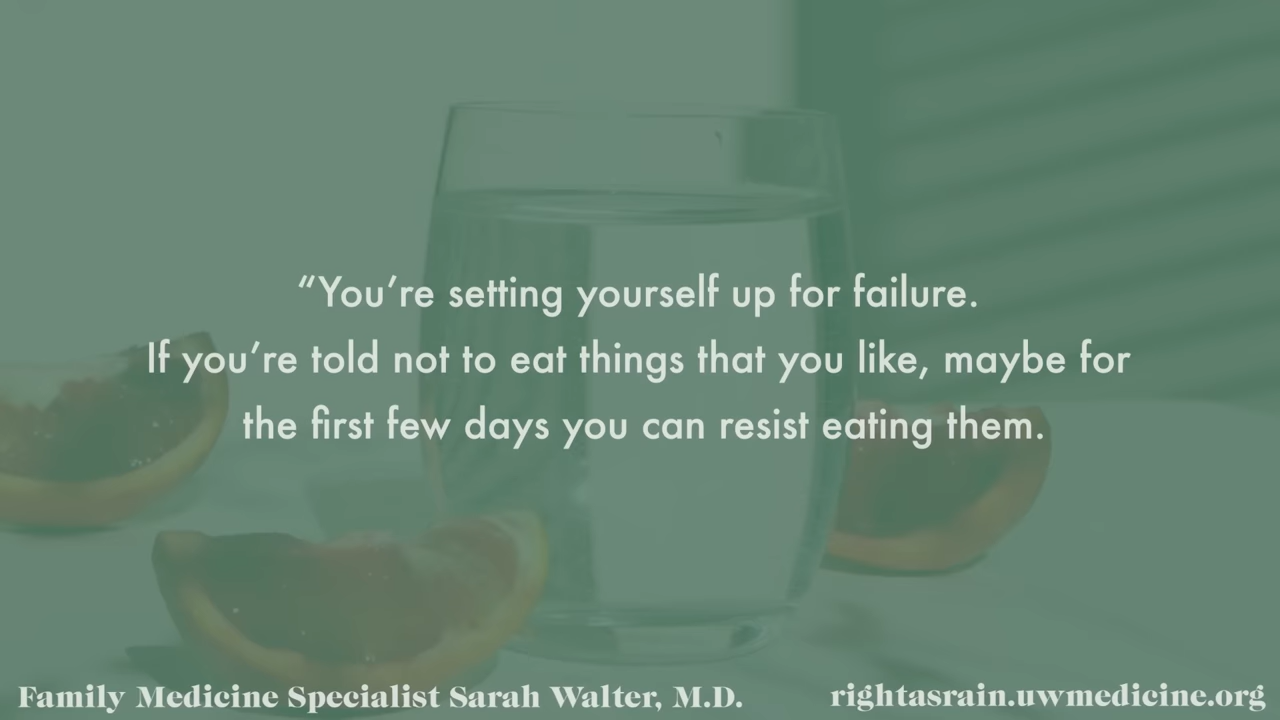 “You’re setting yourself up for failure.
If you’re told not to eat things that you like, maybe for
the first few days you can resist eating them.
Family Medicine Specialist Sarah Walter, M.D.
rightasrain.uwmedicine.org